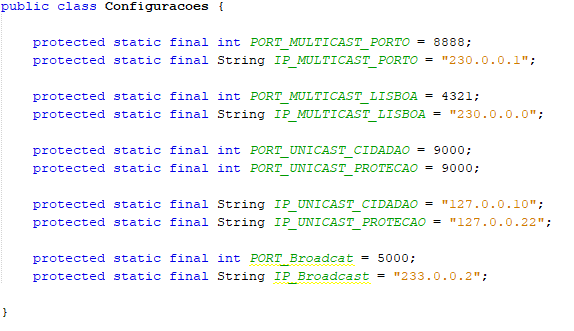 public class Configuracoes {
protected static final int PORT_MULTICAST_PORTO = 8888;
protected static final String IP_MULTICAST_PORTO = "230.0.0.1";
protected static final int PORT_MULTICAST_LISBOA = 4321;
protected static final String IP_MULTICAST_LISBOA = "230.0.0.0";
protected static final int PORT_UNICAST_CIDADAO = 9000;
protected static final int PORT_UNICAST_PROTECAO = 9000;
protected static final String IP_UNICAST_CIDADAO = "127.0.0.10";
protected static final String IP_UNICAST_PROTECAO = "127.0.0.22";
protected static final int PORT_Broadcat = 5000;
protected static final String IP_Broadcast = "233.0.0.2";
}